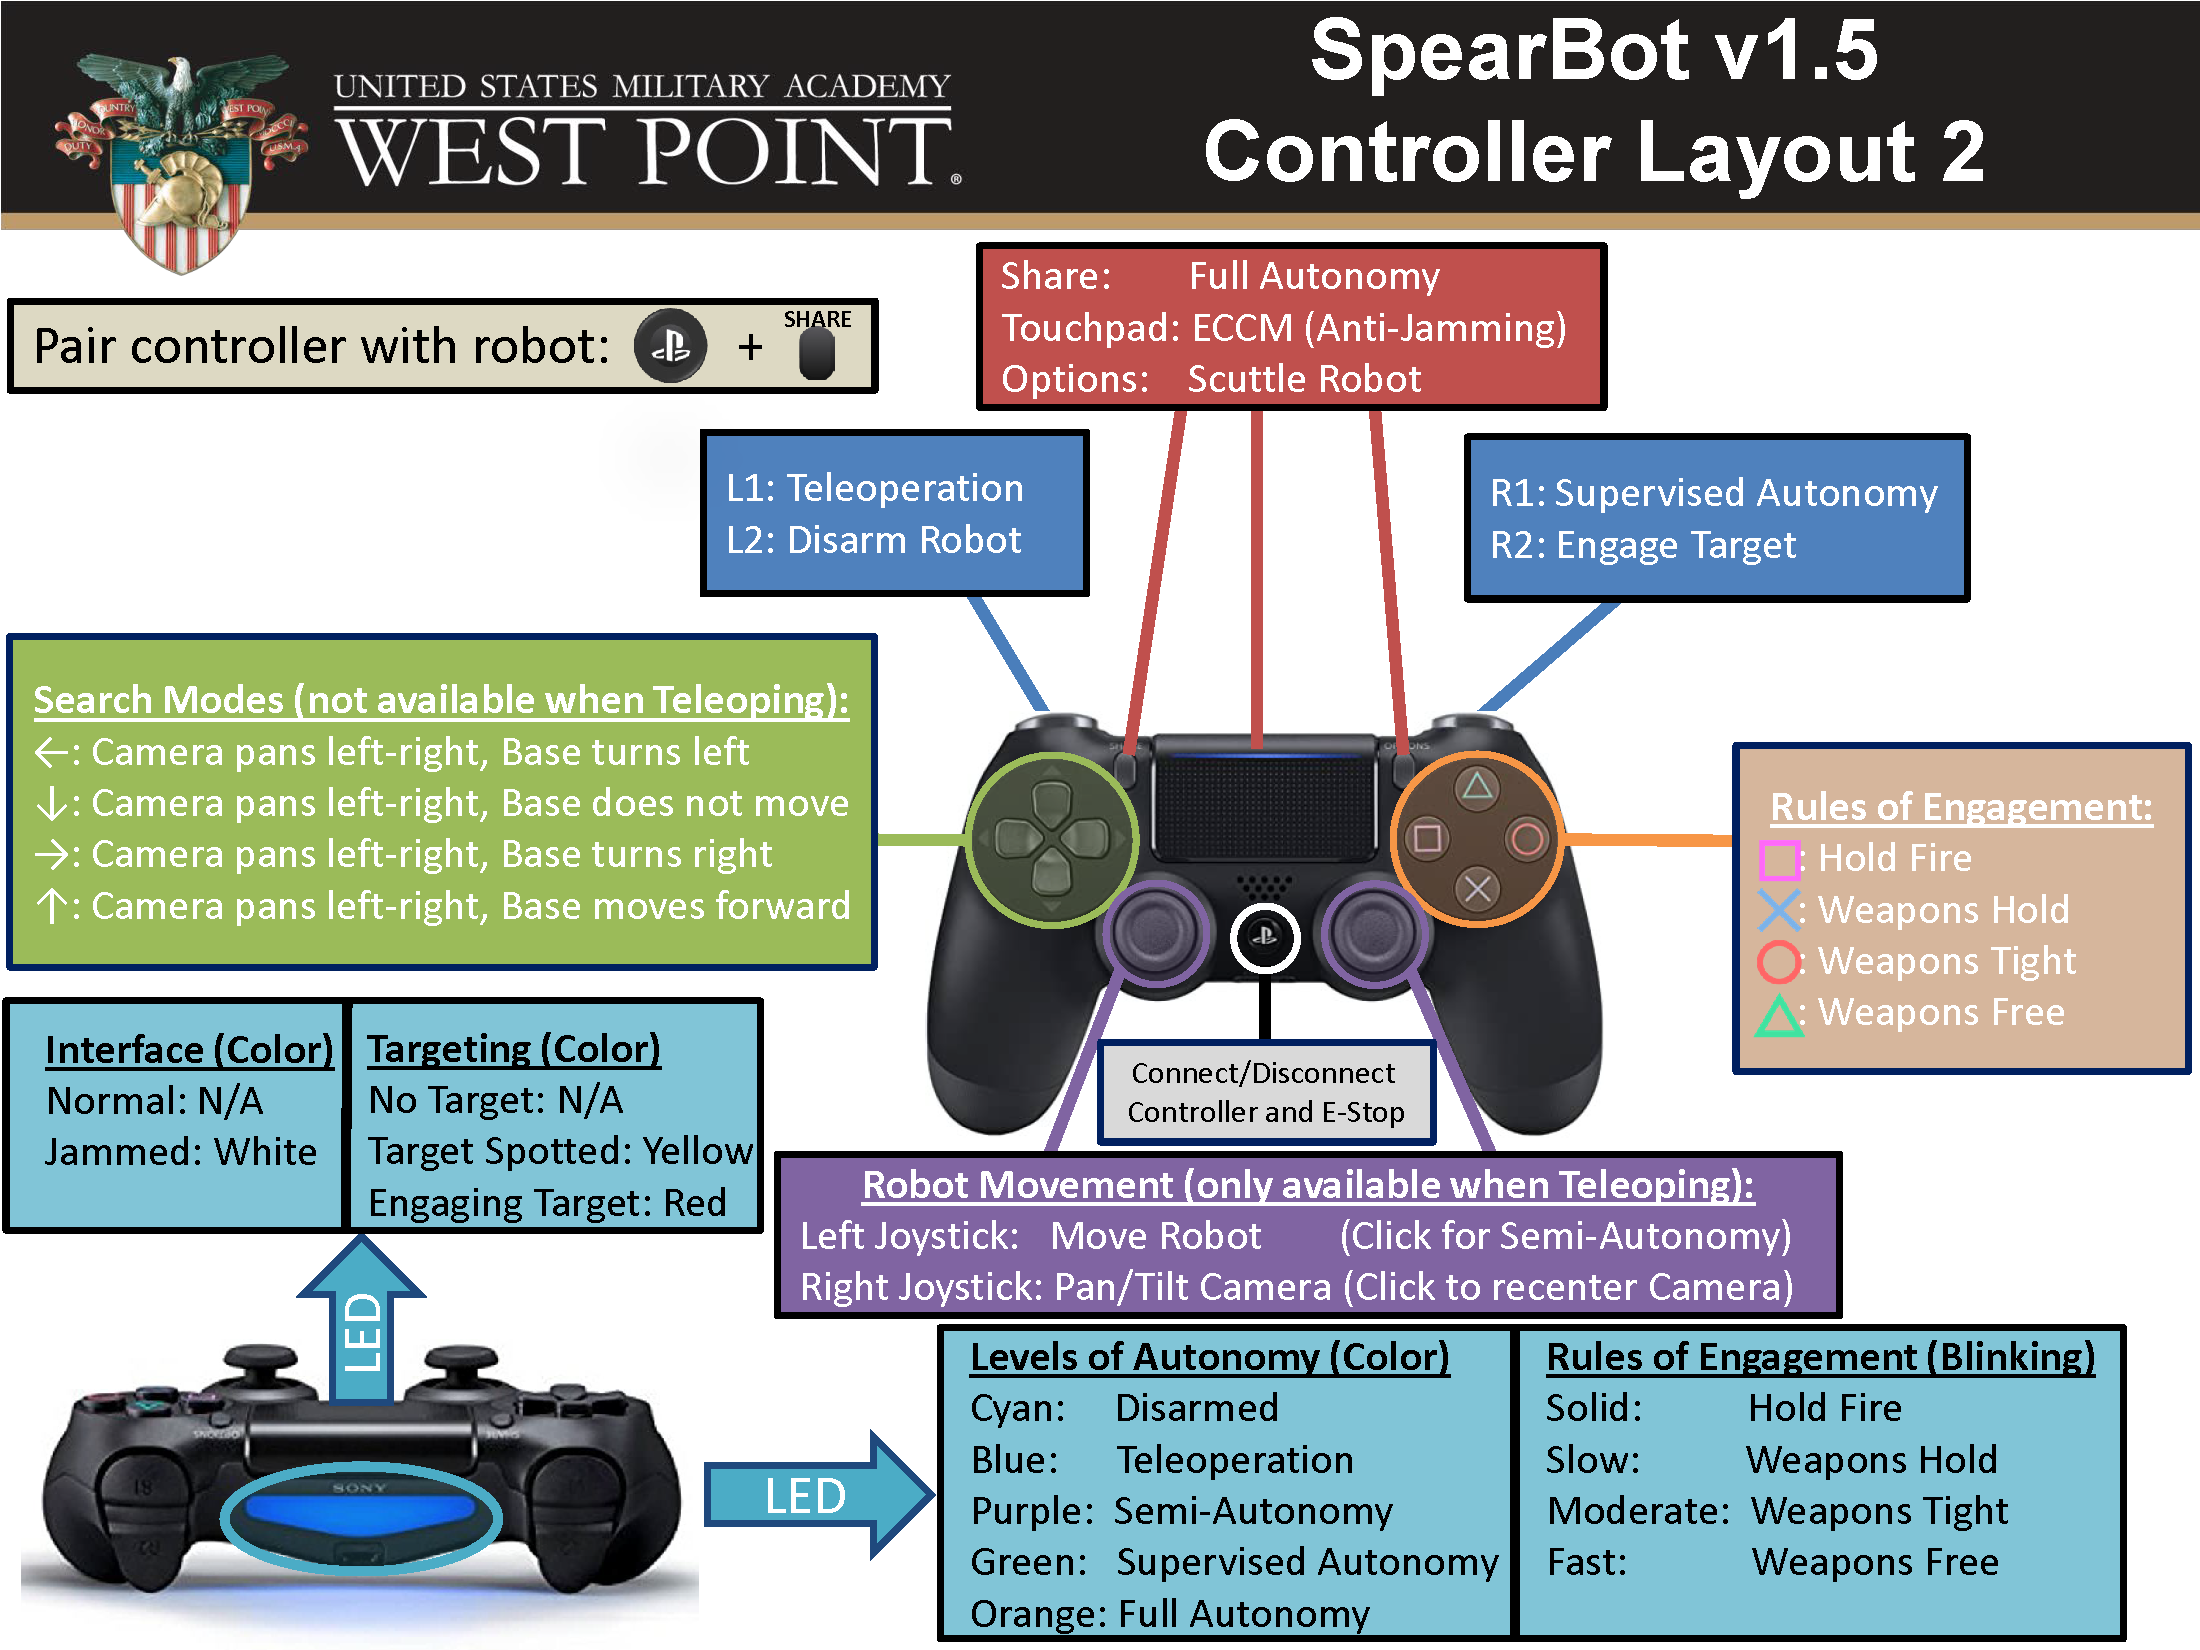 SpearBot v1.5
Controller Layout 2
UNITED STATES MILITARY ACADEMY
WEST POINT®
DUTY
HONOR
COUNTRY
WEST POINT
MDCCCII
U.S.M.A
Pair controller with robot: + SHARE
Share: Full Autonomy
Touchpad: ECCM (Anti-Jamming)
Options: Scuttle Robot
L1: Teleoperation
L2: Disarm Robot
R1: Supervised Autonomy
R2: Engage Target
Search Modes (not available when Teleoping):
←: Camera pans left-right, Base turns left
↓: Camera pans left-right, Base does not move
→: Camera pans left-right, Base turns right
↑: Camera pans left-right, Base moves forward
Rules of Engagement:
□: Hold Fire
✕: Weapons Hold
○: Weapons Tight
△: Weapons Free
Connect/Disconnect
Controller and E-Stop
Interface (Color)
Normal: N/A
Jammed: White
Targeting (Color)
No Target: N/A
Target Spotted: Yellow
Engaging Target: Red
Robot Movement (only available when Teleoping):
Left Joystick: Move Robot (Click for Semi-Autonomy)
Right Joystick: Pan/Tilt Camera (Click to recenter Camera)
LED
SONY
LED
Levels of Autonomy (Color)
Cyan: Disarmed
Blue: Teleoperation
Purple: Semi-Autonomy
Green: Supervised Autonomy
Orange: Full Autonomy
Rules of Engagement (Blinking)
Solid: Hold Fire
Slow: Weapons Hold
Moderate: Weapons Tight
Fast: Weapons Free